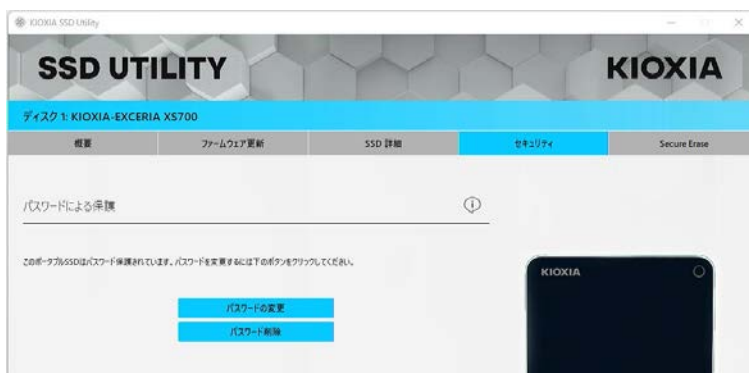 KIOXIA SSD Utility
SSD UTILITY
KIOXIA
ディスク 1: KIOXIA-EXCERIA XS700
概要
ファームウェア更新
SSD 詳細
セキュリティ
Secure Erase
パスワードによる保護
このポータブルSSDはパスワード保護されています。パスワードを変更するには下のボタンをクリックしてください。
KIOXIA
パスワードの変更
パスワード削除